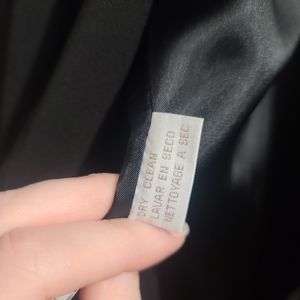 DRY CLEAN
LAVAR EN SECO
NETTOYAGE A SEC